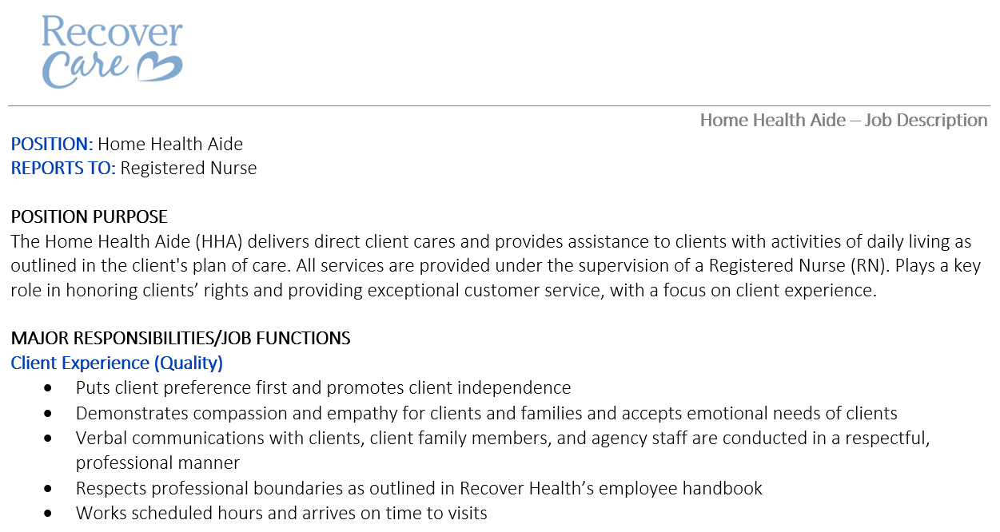 Recover
Care
Home Health Aide – Job Description
POSITION: Home Health Aide
REPORTS TO: Registered Nurse
POSITION PURPOSE
The Home Health Aide (HHA) delivers direct client cares and provides assistance to clients with activities of daily living as
outlined in the client's plan of care. All services are provided under the supervision of a Registered Nurse (RN). Plays a key
role in honoring clients’ rights and providing exceptional customer service, with a focus on client experience.
MAJOR RESPONSIBILITIES/JOB FUNCTIONS
Client Experience (Quality)
• Puts client preference first and promotes client independence
• Demonstrates compassion and empathy for clients and families and accepts emotional needs of clients
• Verbal communications with clients, client family members, and agency staff are conducted in a respectful,
professional manner
• Respects professional boundaries as outlined in Recover Health’s employee handbook
• Works scheduled hours and arrives on time to visits